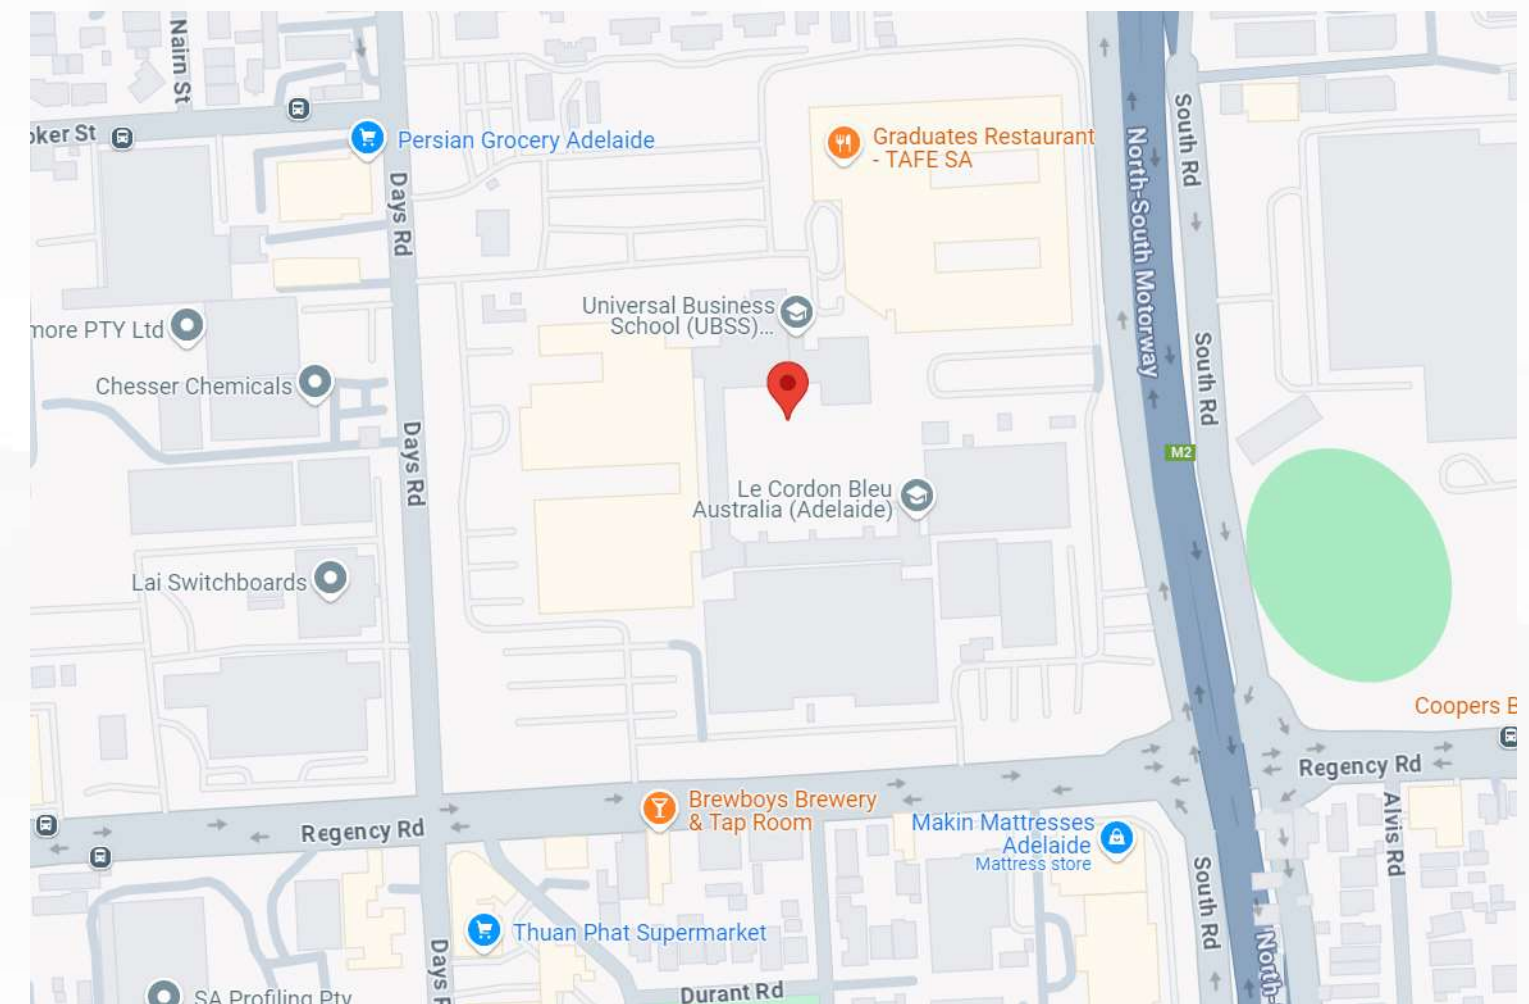 Nairn St
oker St
Persian Grocery Adelaide
Graduates Restaurant
- TAFE SA
South Rd
North-South Motorway
Days Rd
Universal Business
School (UBSS)...
more PTY Ltd
Chesser Chemicals
South Rd
Days Rd
M2
Le Cordon Bleu
Australia (Adelaide)
Lai Switchboards
Coopers B
Regency Rd
Brewboys Brewery
& Tap Room
Regency Rd
Makin Mattresses
Adelaide
Mattress store
Alvis Rd
South Rd
Thuan Phat Supermarket
Days R
North-
Durant Rd
SA Profiling Pty